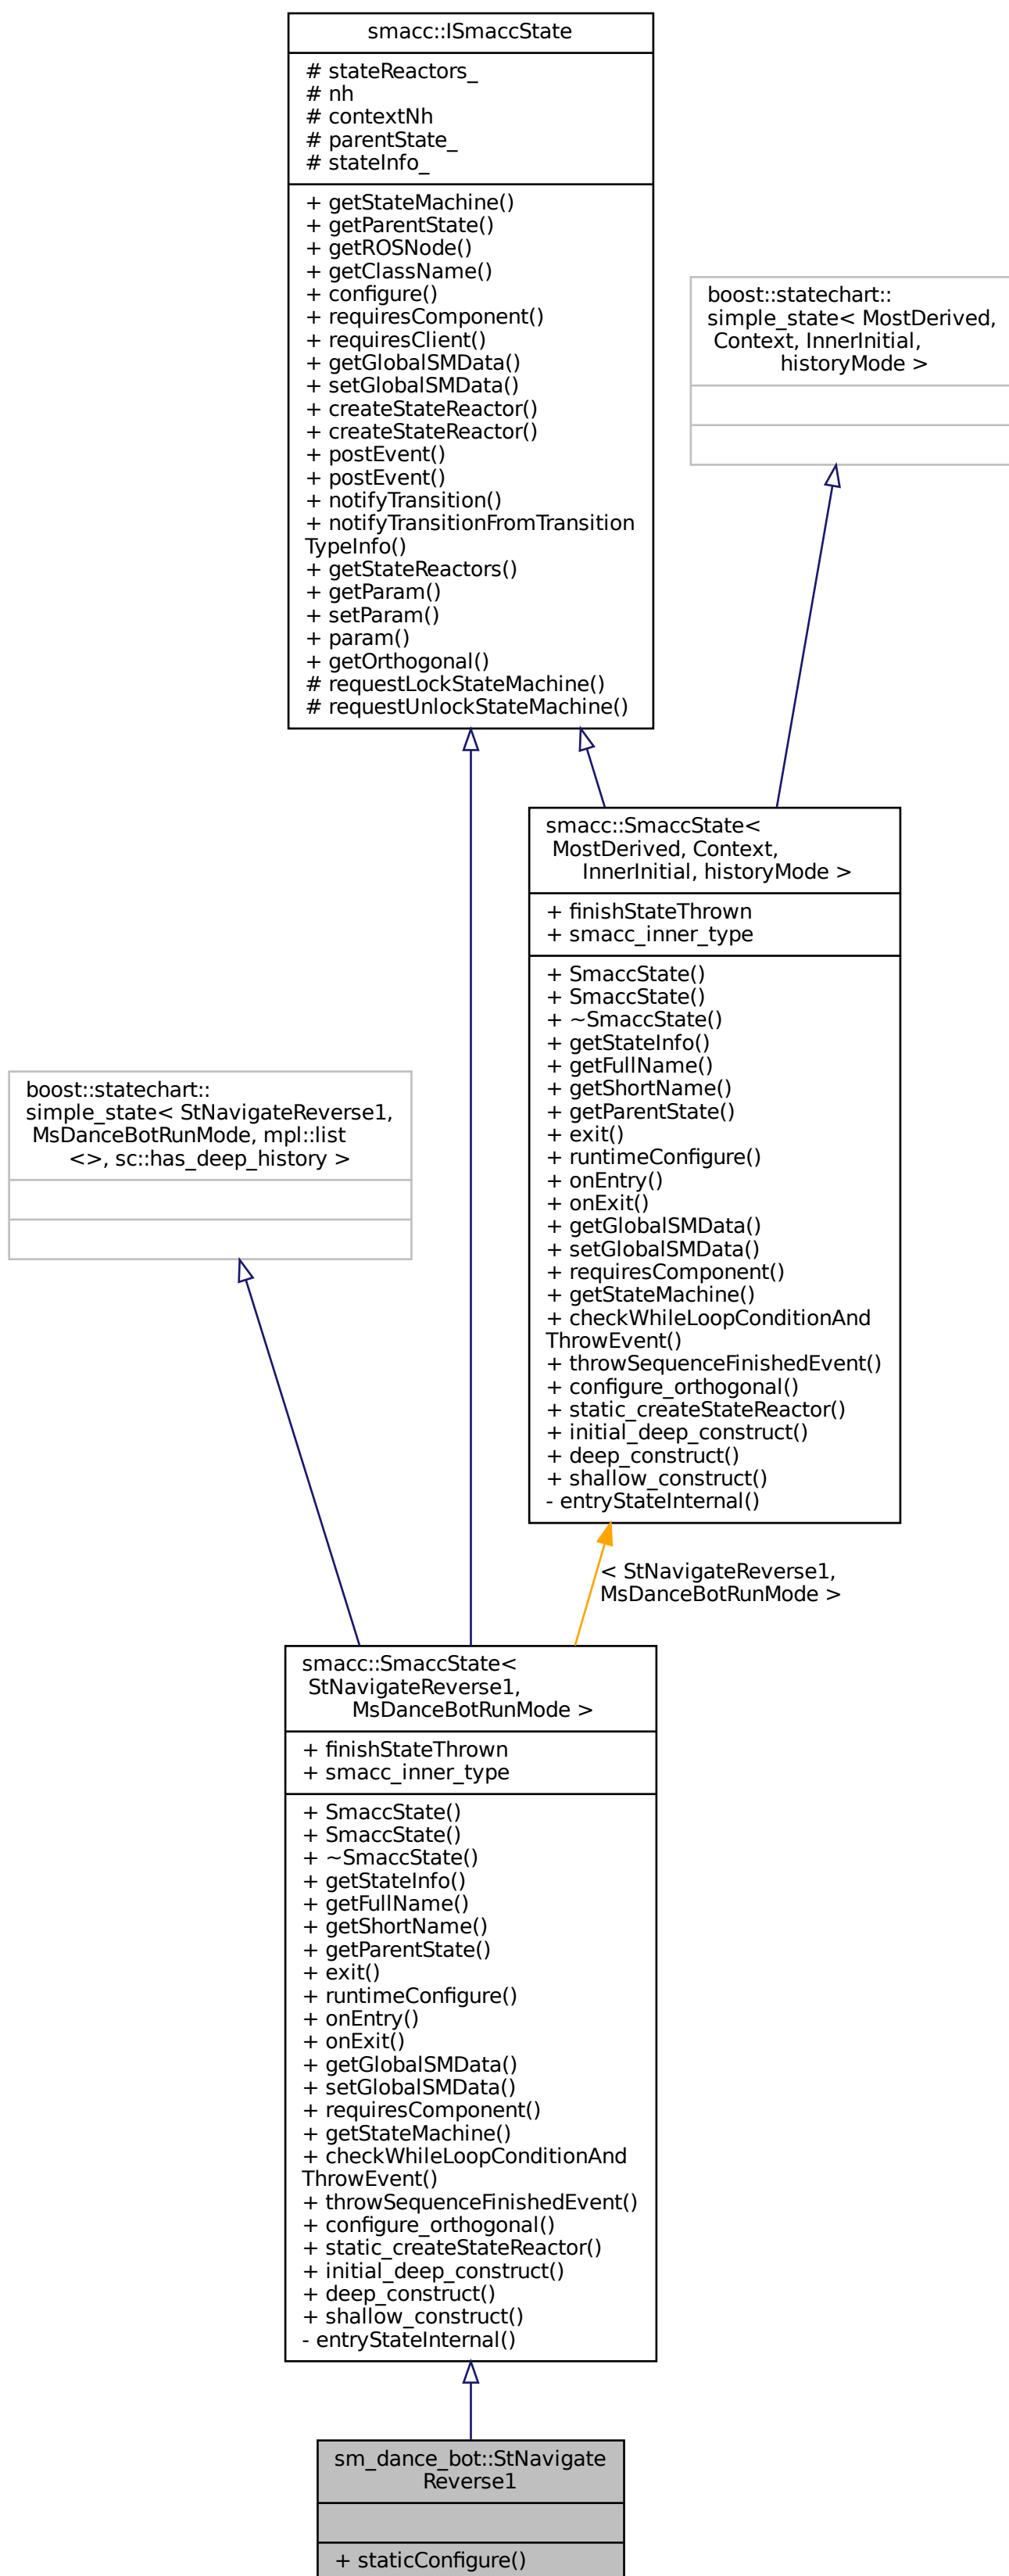 smacc::ISmaccState
# stateReactors_
# nh
# contextNh
# parentState_
# stateInfo_
+ getStateMachine()
+ getParentState()
+ getROSNode()
+ getClassName()
+ configure()
+ requiresComponent()
+ requiresClient()
+ getGlobalSMData()
+ setGlobalSMData()
+ createStateReactor()
+ createStateReactor()
+ postEvent()
+ postEvent()
+ notifyTransition()
+ notifyTransitionFromTransition
TypeInfo()
+ getStateReactors()
+ getParam()
+ setParam()
+ param()
+ getOrthogonal()
# requestLockStateMachine()
# requestUnlockStateMachine()
boost::statechart::
simple_state< MostDerived,
Context, InnerInitial,
historyMode >
smacc::SmaccState<
MostDerived, Context,
InnerInitial, historyMode >
+ finishStateThrown
+ smacc_inner_type
+ SmaccState()
+ SmaccState()
+ ~SmaccState()
+ getStateInfo()
+ getFullName()
+ getShortName()
+ getParentState()
+ exit()
+ runtimeConfigure()
+ onEntry()
+ onExit()
+ getGlobalSMData()
+ setGlobalSMData()
+ requiresComponent()
+ getStateMachine()
+ checkWhileLoopConditionAnd
ThrowEvent()
+ throwSequenceFinishedEvent()
+ configure_orthogonal()
+ static_createStateReactor()
+ initial_deep_construct()
+ deep_construct()
+ shallow_construct()
- entryStateInternal()
boost::statechart::
simple_state< StNavigateReverse1,
MsDanceBotRunMode, mpl::list
<>, sc::has_deep_history >
< StNavigateReverse1,
MsDanceBotRunMode >
smacc::SmaccState<
StNavigateReverse1,
MsDanceBotRunMode >
+ finishStateThrown
+ smacc_inner_type
+ SmaccState()
+ SmaccState()
+ ~SmaccState()
+ getStateInfo()
+ getFullName()
+ getShortName()
+ getParentState()
+ exit()
+ runtimeConfigure()
+ onEntry()
+ onExit()
+ getGlobalSMData()
+ setGlobalSMData()
+ requiresComponent()
+ getStateMachine()
+ checkWhileLoopConditionAnd
ThrowEvent()
+ throwSequenceFinishedEvent()
+ configure_orthogonal()
+ static_createStateReactor()
+ initial_deep_construct()
+ deep_construct()
+ shallow_construct()
- entryStateInternal()
sm_dance_bot::StNavigate
Reverse1
+ staticConfigure()